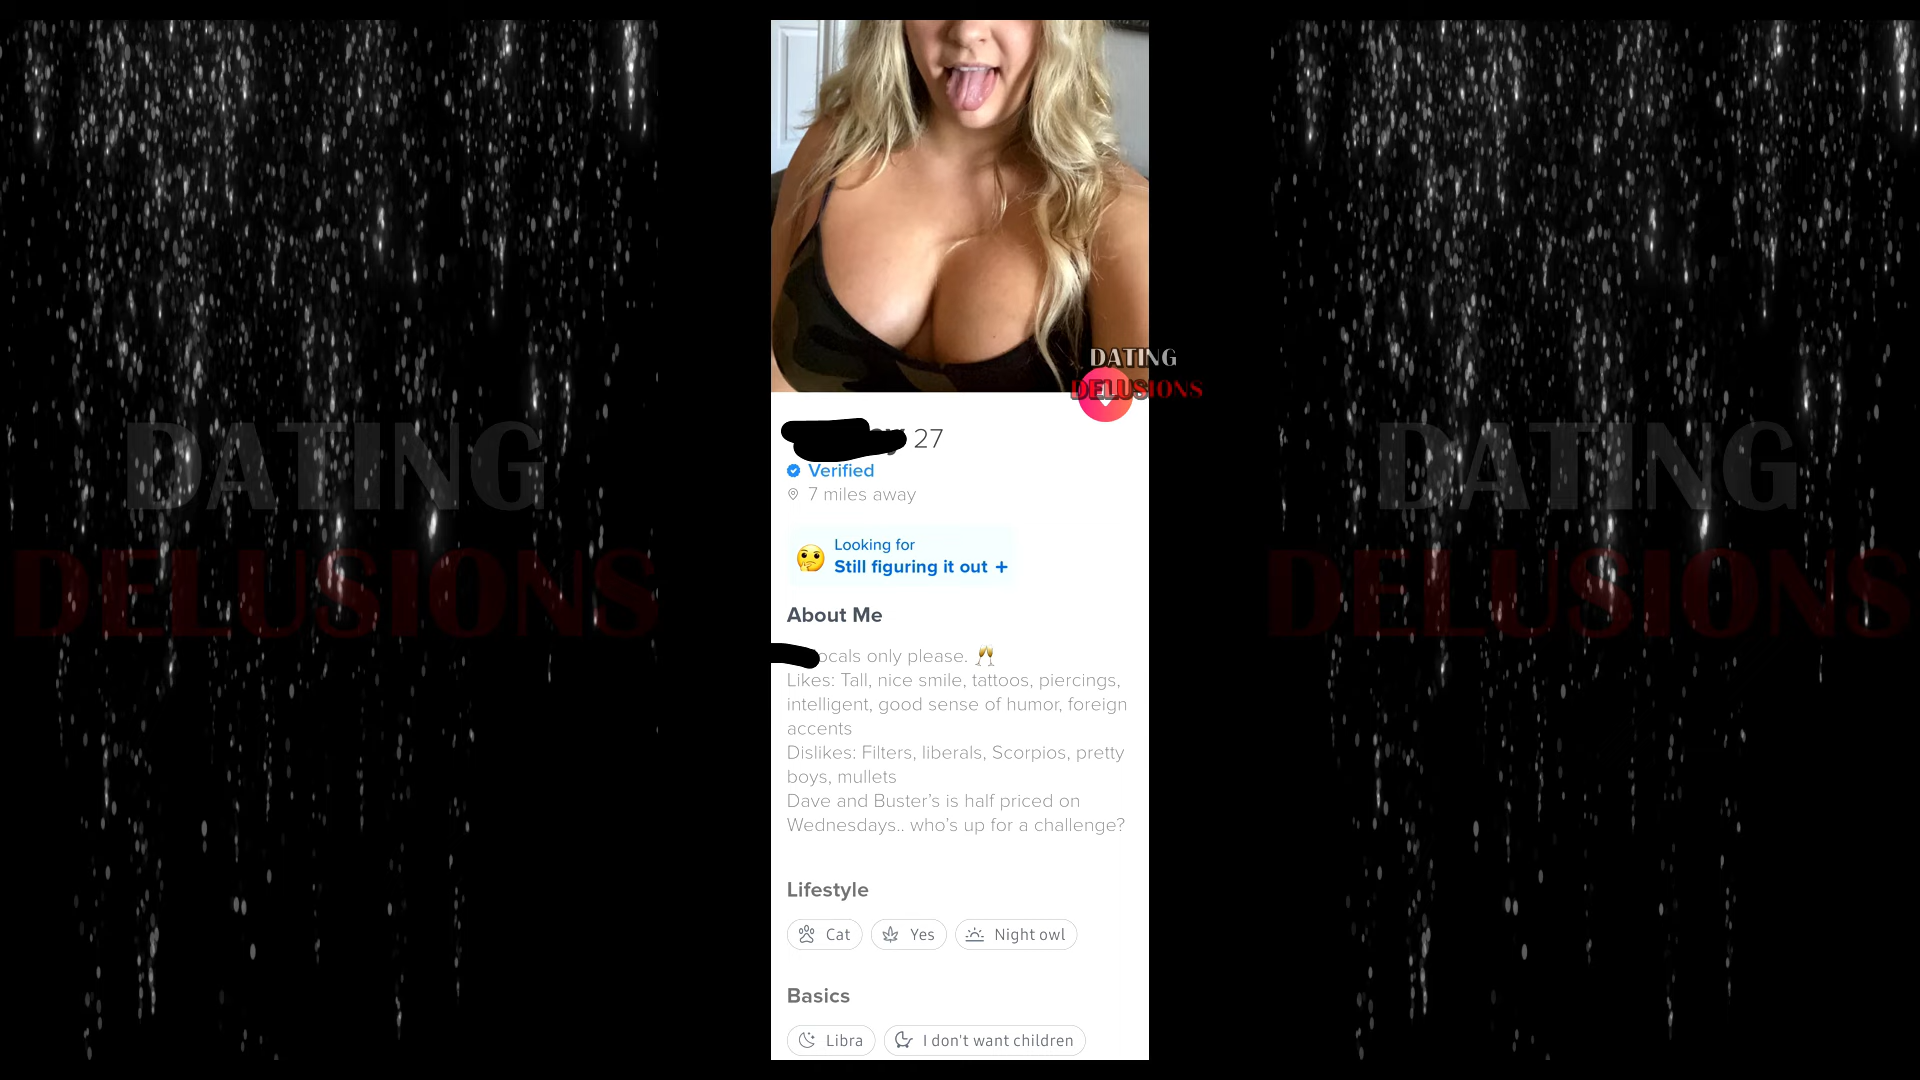 DATING
DELUSIONS
27
Verified
7 miles away
Looking for
Still figuring it out +
About Me
ocals only please. 🥂
Likes: Tall, nice smile, tattoos, piercings,
intelligent, good sense of humor, foreign
accents
Dislikes: Filters, liberals, Scorpios, pretty
boys, mullets
Dave and Buster's is half priced on
Wednesdays.. who's up for a challenge?
Lifestyle
Cat
Yes
Night owl
Basics
Libra
I don't want children
DATING
DELUSIONS
DATING
DELUSIONS